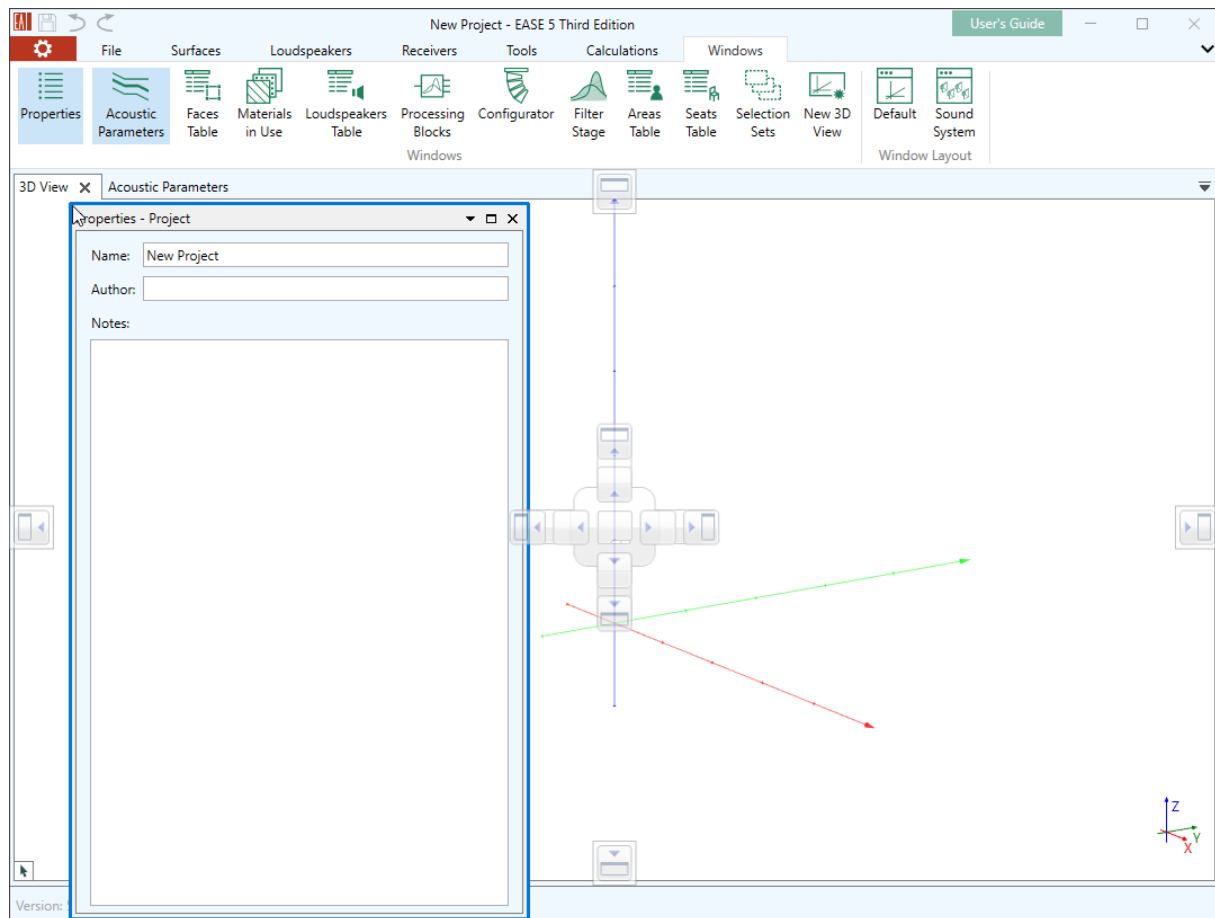 New Project - EASE 5 Third Edition
User's Guide
File Surfaces Loudspeakers Receivers Tools Calculations Windows
Properties
Acoustic Parameters
Faces Table
Materials in Use
Loudspeakers Table
Processing Blocks
Configurator
Filter Stage
Areas Table
Seats Table
Selection Sets
New 3D View
Default
Sound System
Windows
Window Layout
3D View Acoustic Parameters
Properties - Project
Name: New Project
Author:
Notes:
Z
Y
X
Version: